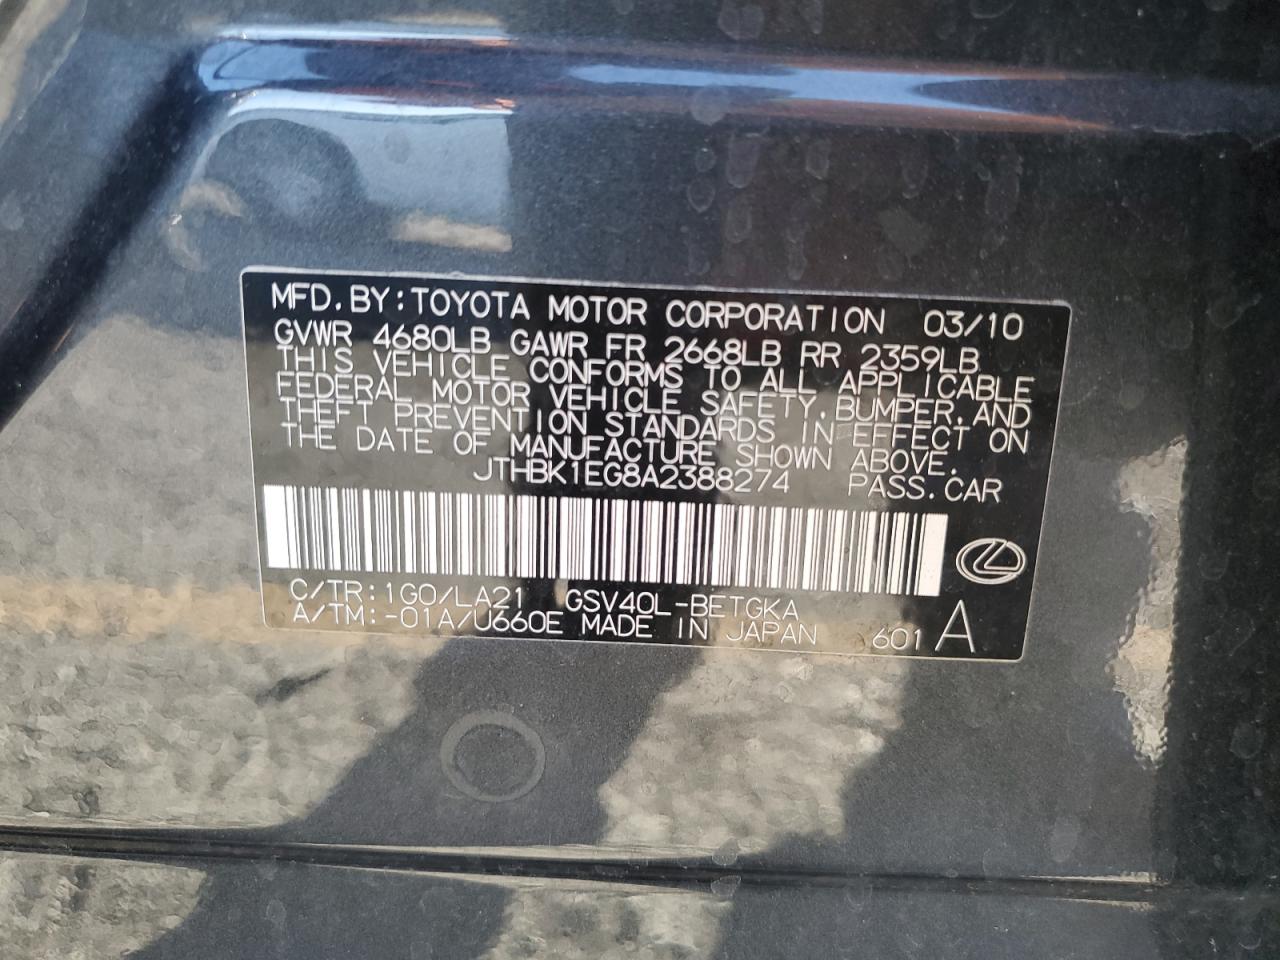 MFD.BY:TOYOTA MOTOR CORPORATION 03/10
GVWR 4680LB GAWR FR 2668LB RR 2359LB
THIS VEHICLE CONFORMS TO ALL APPLICABLE
FEDERAL MOTOR VEHICLE SAFETY,BUMPER,AND
THEFT PREVENTION STANDARDS IN EFFECT ON
THE DATE OF MANUFACTURE SHOWN ABOVE.
JTHBK1EG8A2388274 PASS.CAR
C/TR:1G0/LA21 GSV40L-BETGKA
A/TM:-01A/U660E MADE IN JAPAN 601 A